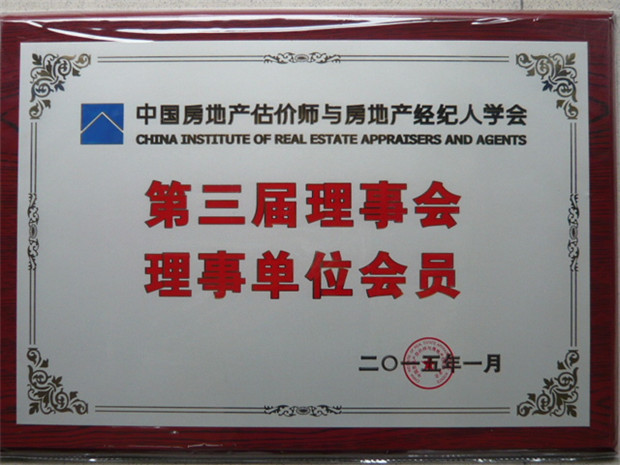 中国房地产估价师与房地产经纪人学会
CHINA INSTITUTE OF REAL ESTATE APPRAISERS AND AGENTS
第三届理事会
理事单位会员
二〇一五年一月